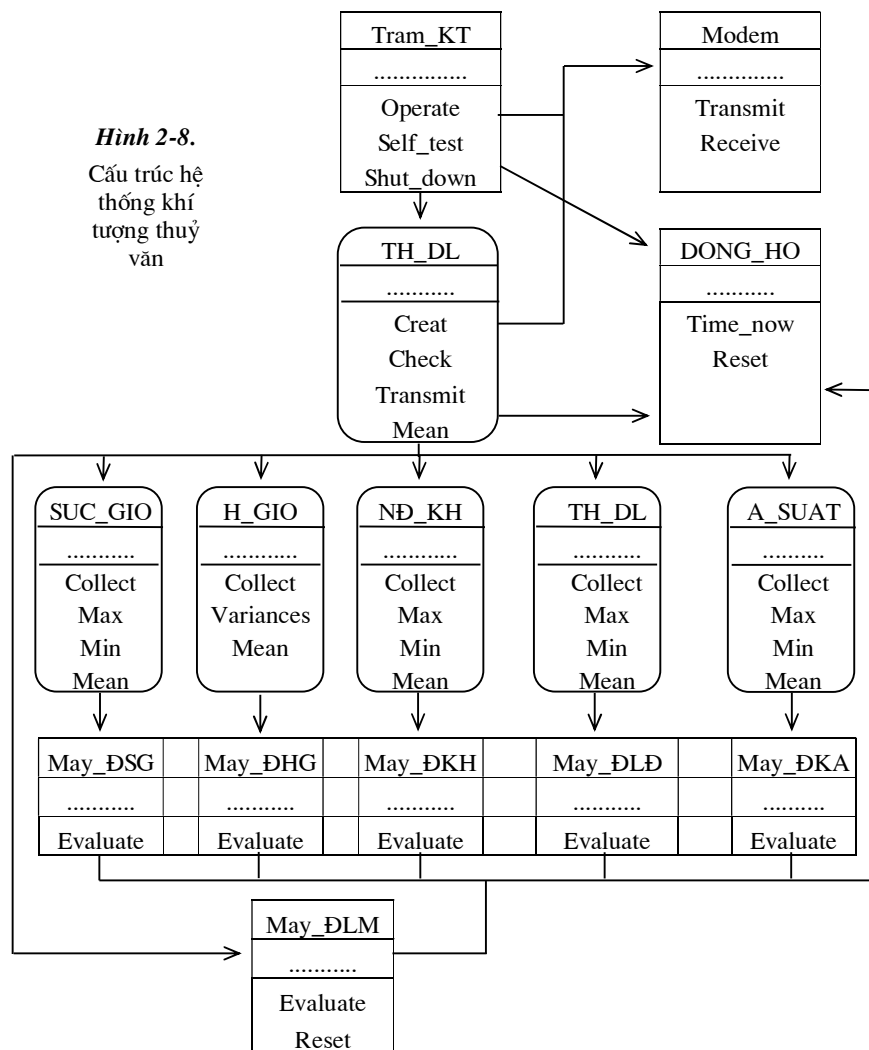 Tram_KT
...............
Operate
Self_test
Shut_down
Modem
..............
Transmit
Receive
Hình 2-8.
Cấu trúc hệ
thống khí
tượng thuỷ
văn
TH_DL
...........
Creat
Check
Transmit
Mean
DONG_HO
...........
Time_now
Reset
SUC_GIO
...........
Collect
Max
Min
Mean
H_GIO
............
Collect
Variances
Mean
NĐ_KH
............
Collect
Max
Min
Mean
TH_DL
...........
Collect
Max
Min
Mean
A_SUAT
..........
Collect
Max
Min
Mean
May_ĐSG
...........
Evaluate
May_ĐHG
...........
Evaluate
May_ĐKH
...........
Evaluate
May_ĐLĐ
...........
Evaluate
May_ĐKA
..........
Evaluate
May_ĐLM
...........
Evaluate
Reset